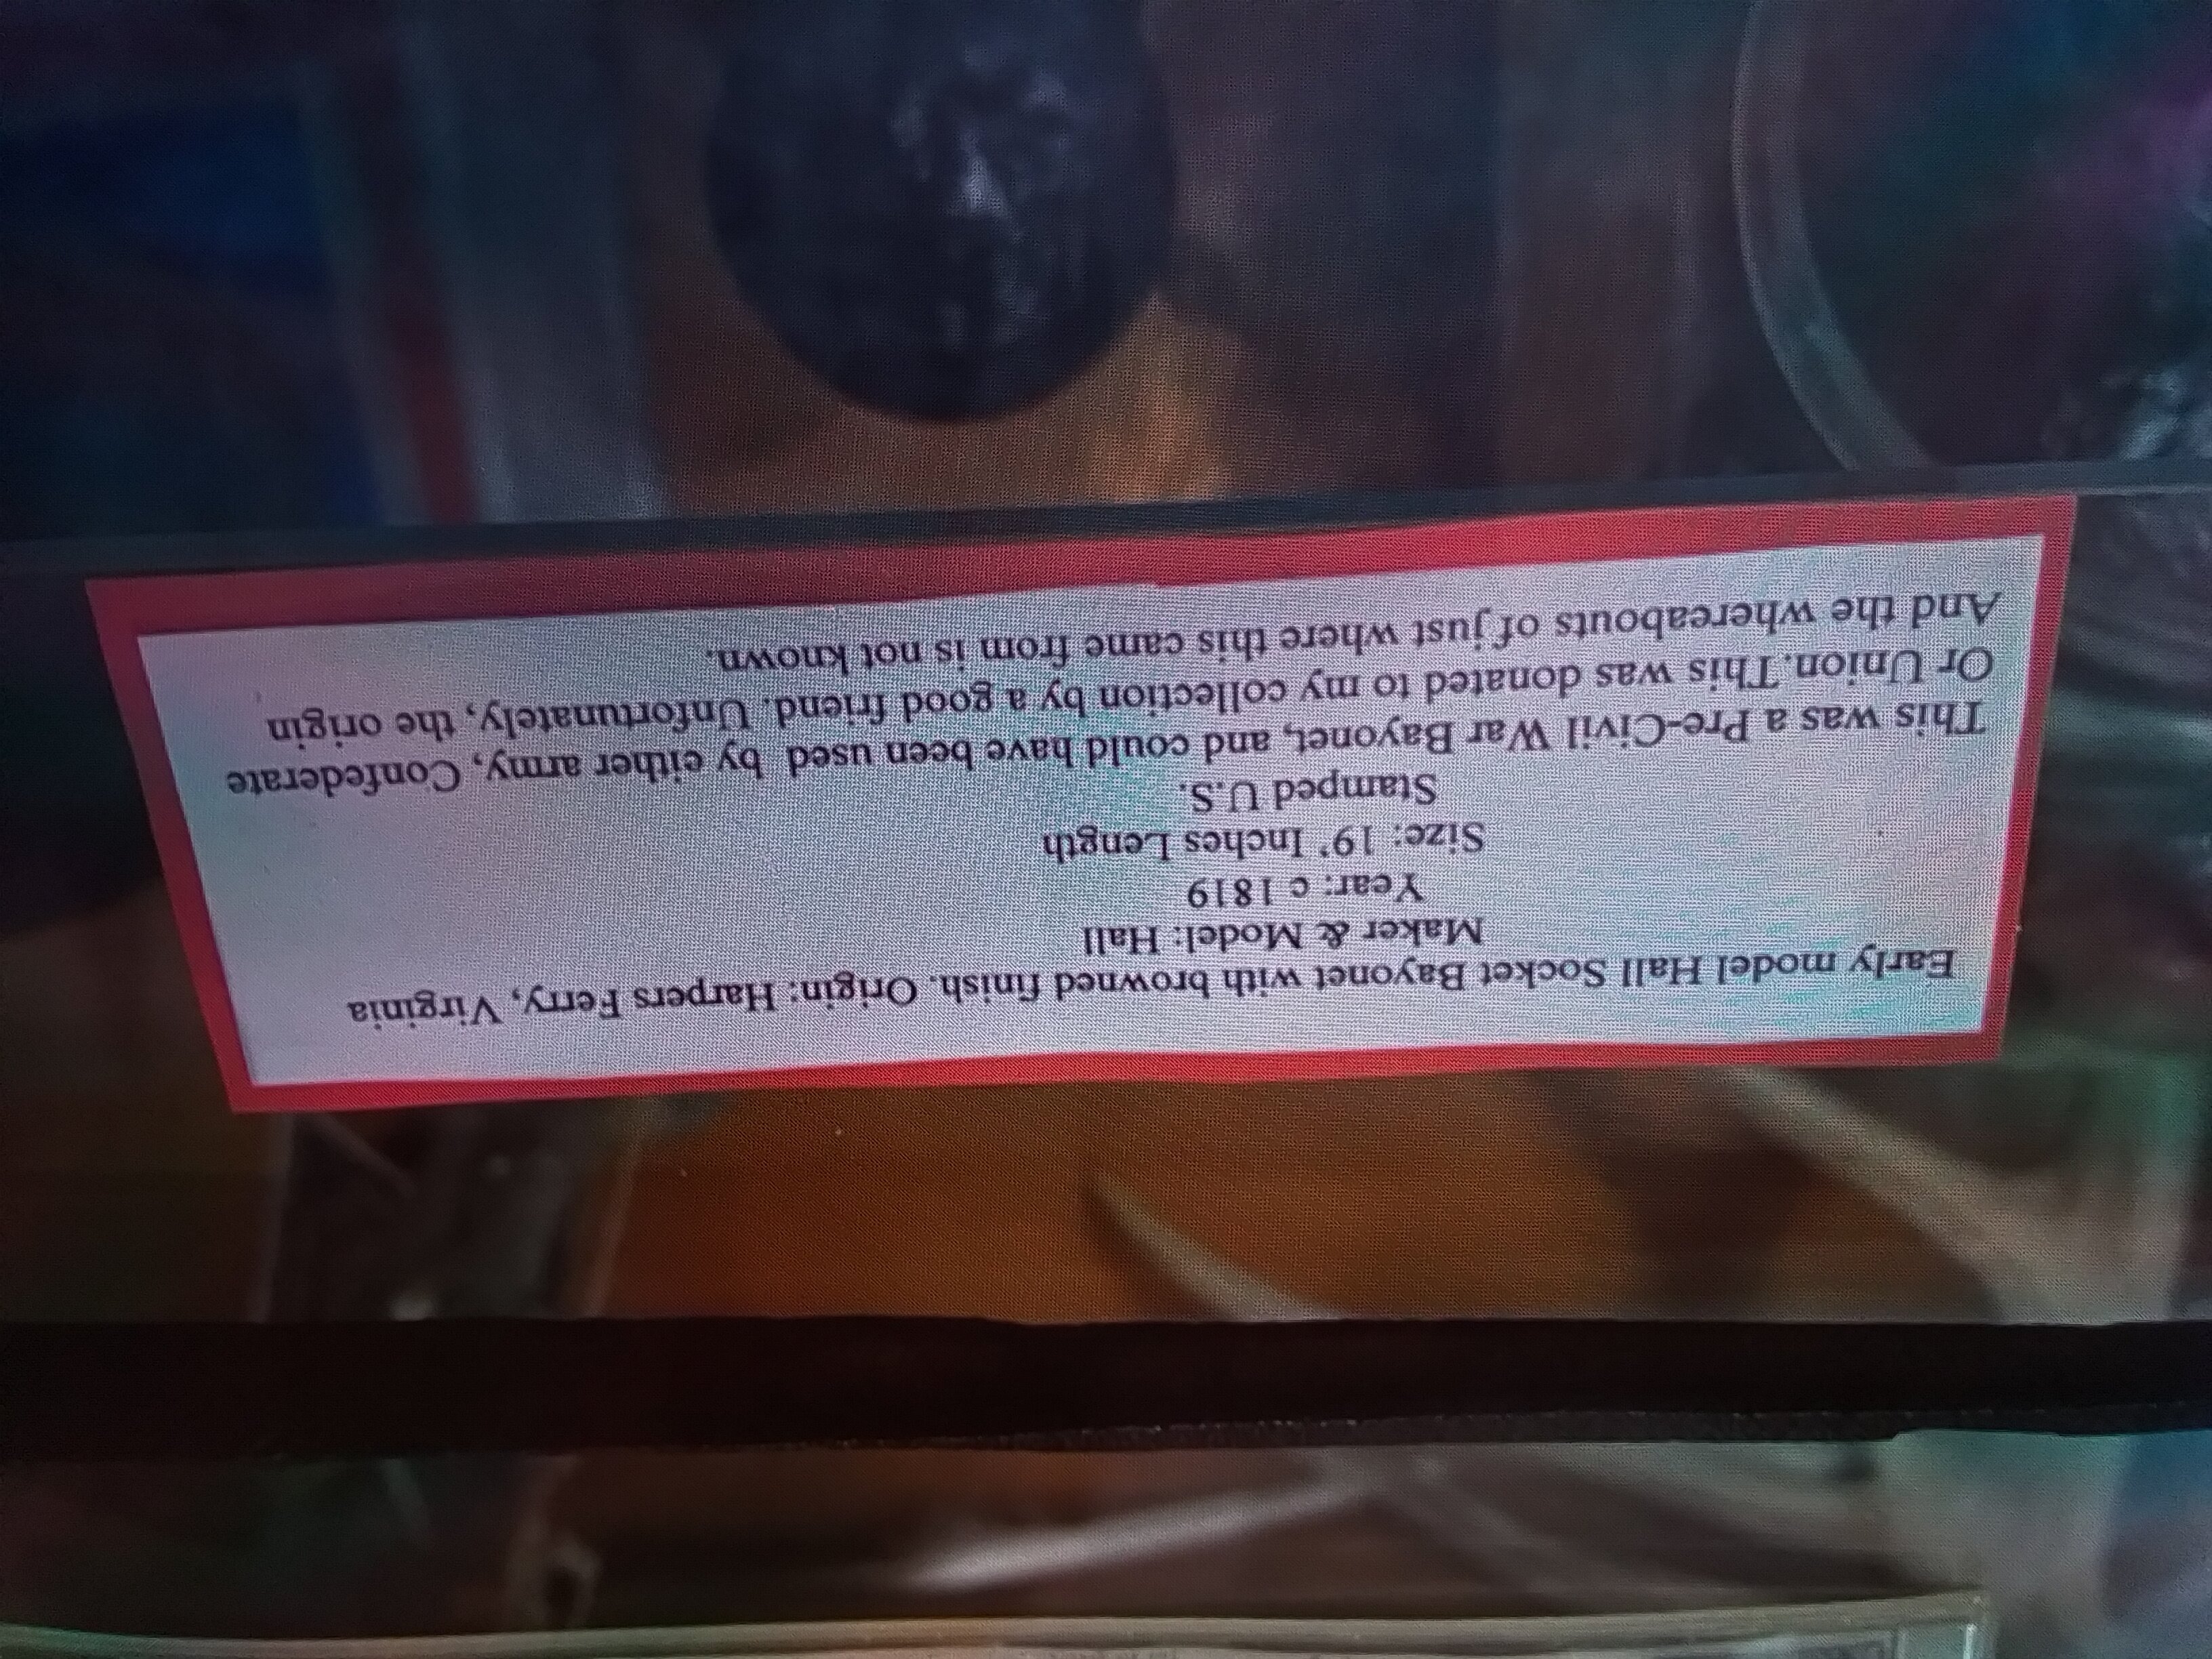 Early model Hall Socket Bayonet with browned finish. Origin: Harpers Ferry, Virginia
Maker & Model: Hall
Year: c 1819
Size: 19' Inches Length
Stamped U.S.
This was a Pre-Civil War Bayonet, and could have been used by either army, Confederate
Or Union.This was donated to my collection by a good friend. Unfortunately, the origin
And the whereabouts of just where this came from is not known.